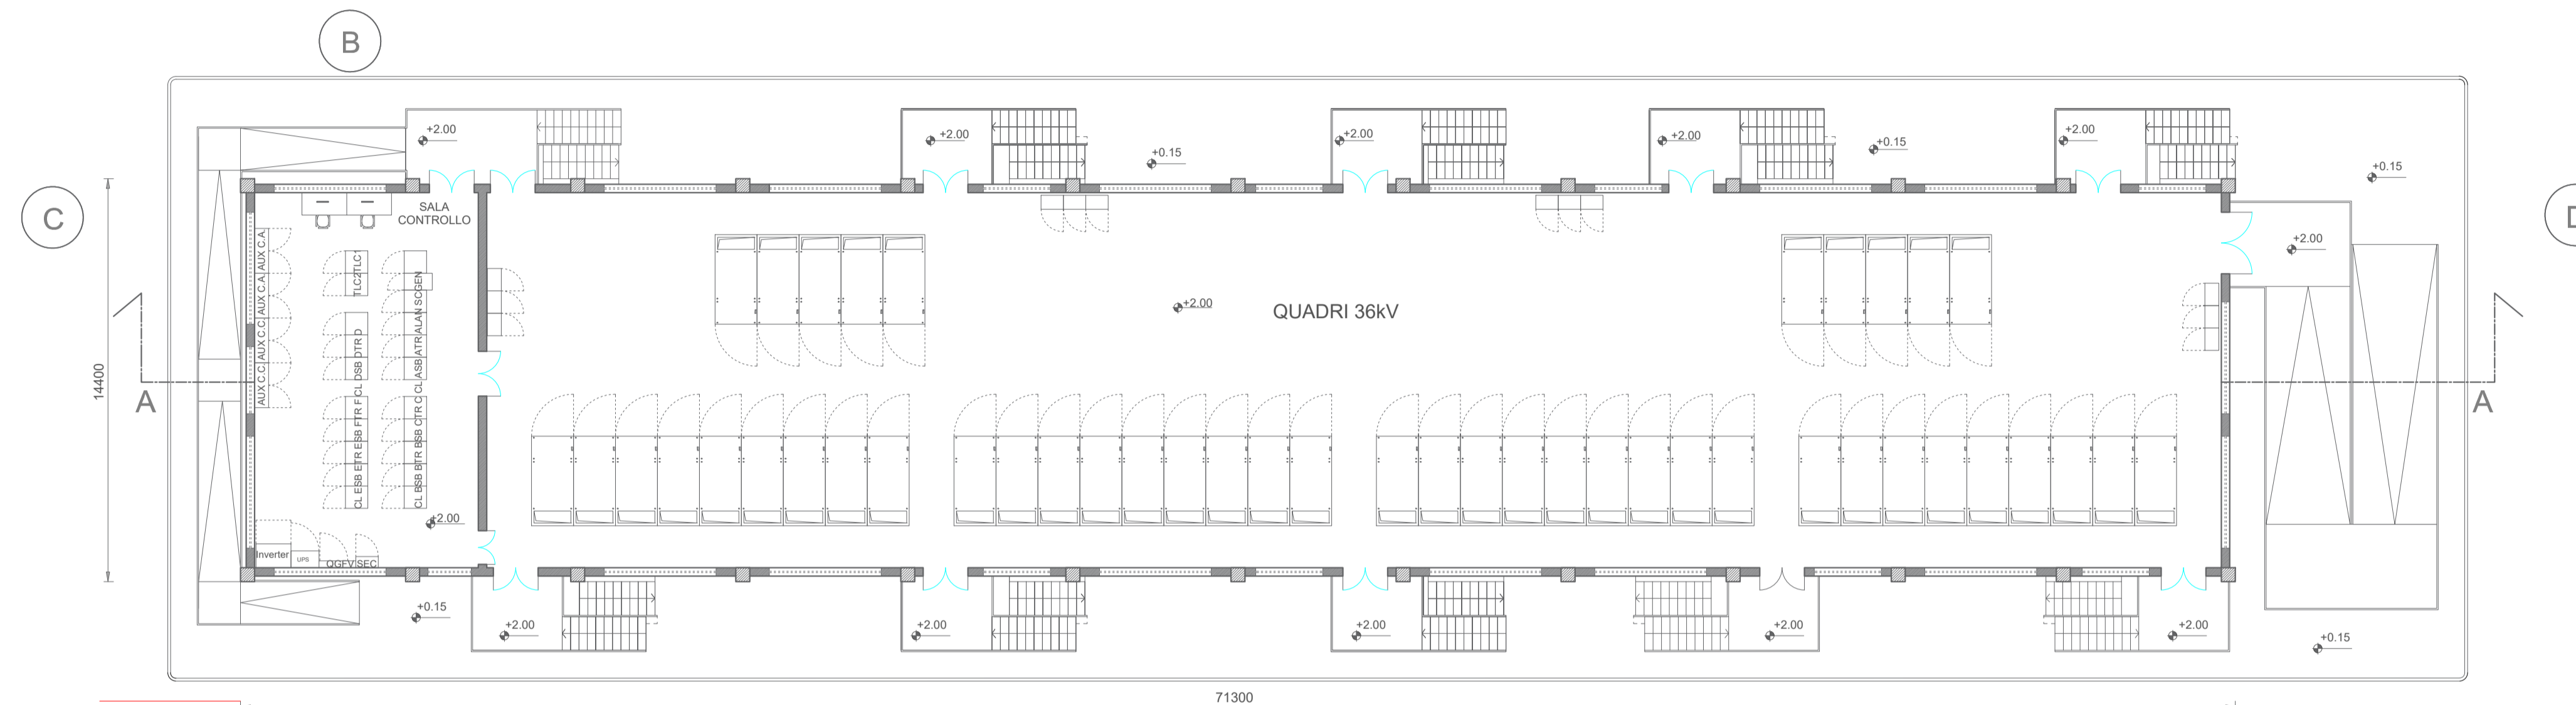 B
C
D
+2.00
+2.00
+2.00
+2.00
+2.00
+0.15
+0.15
+0.15
SALA
CONTROLLO
+2.00
+2.00
QUADRI 36kV
14400
A
A
AUX C.C. AUX C.C. AUX C.A. AUX C.A.
TLC2 TLC1
CL ESB ETR ESB FTR F CL DSB DTR D
CL BSB BTR BSB CTR C CL ASB ATR ALAN SCGEN
+2.00
Inverter
UPS
QGFV SEC
+0.15
+2.00
+2.00
+2.00
+2.00
+2.00
+0.15
71300